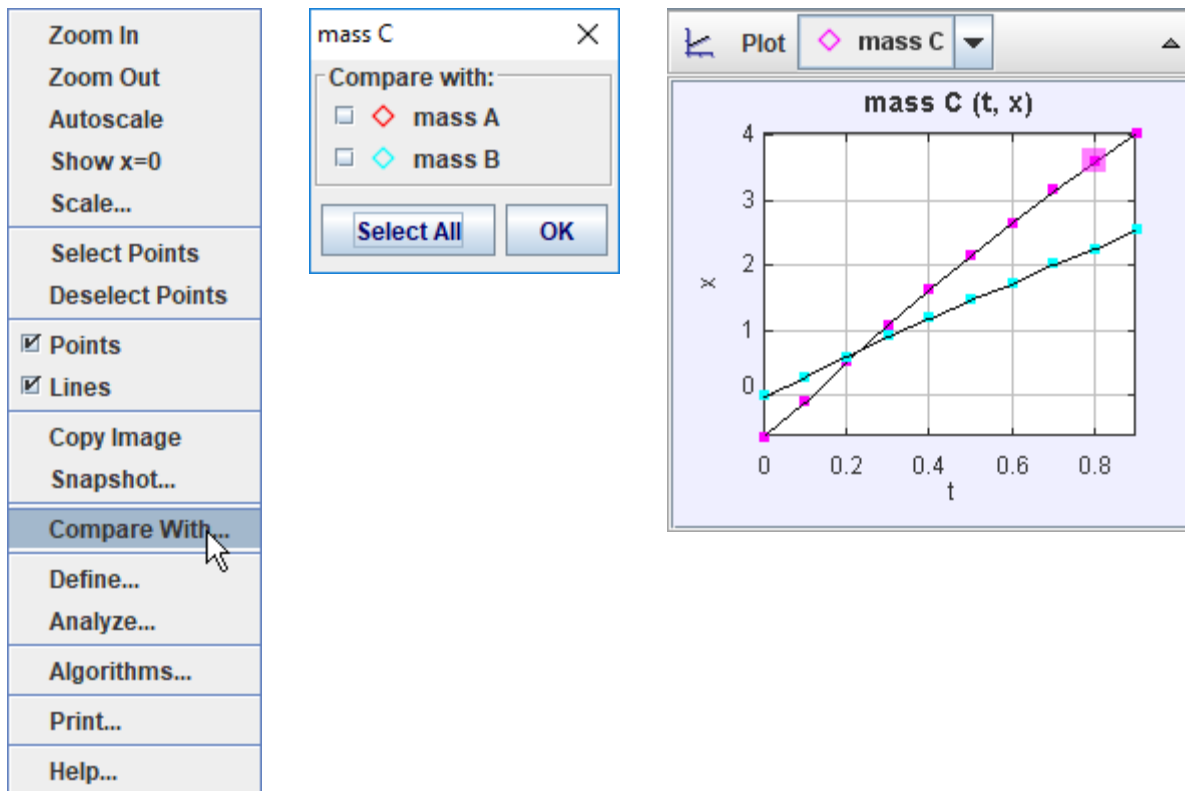 Zoom In
Zoom Out
Autoscale
Show x=0
Scale...
Select Points
Deselect Points
Points
Lines
Copy Image
Snapshot...
Compare With...
Define...
Analyze...
Algorithms...
Print...
Help...
mass C
Compare with:
mass A
mass B
Select All OK
Plot mass C
mass C (t, x)
4
3
2
1
0
x
0 0.2 0.4 0.6 0.8
t